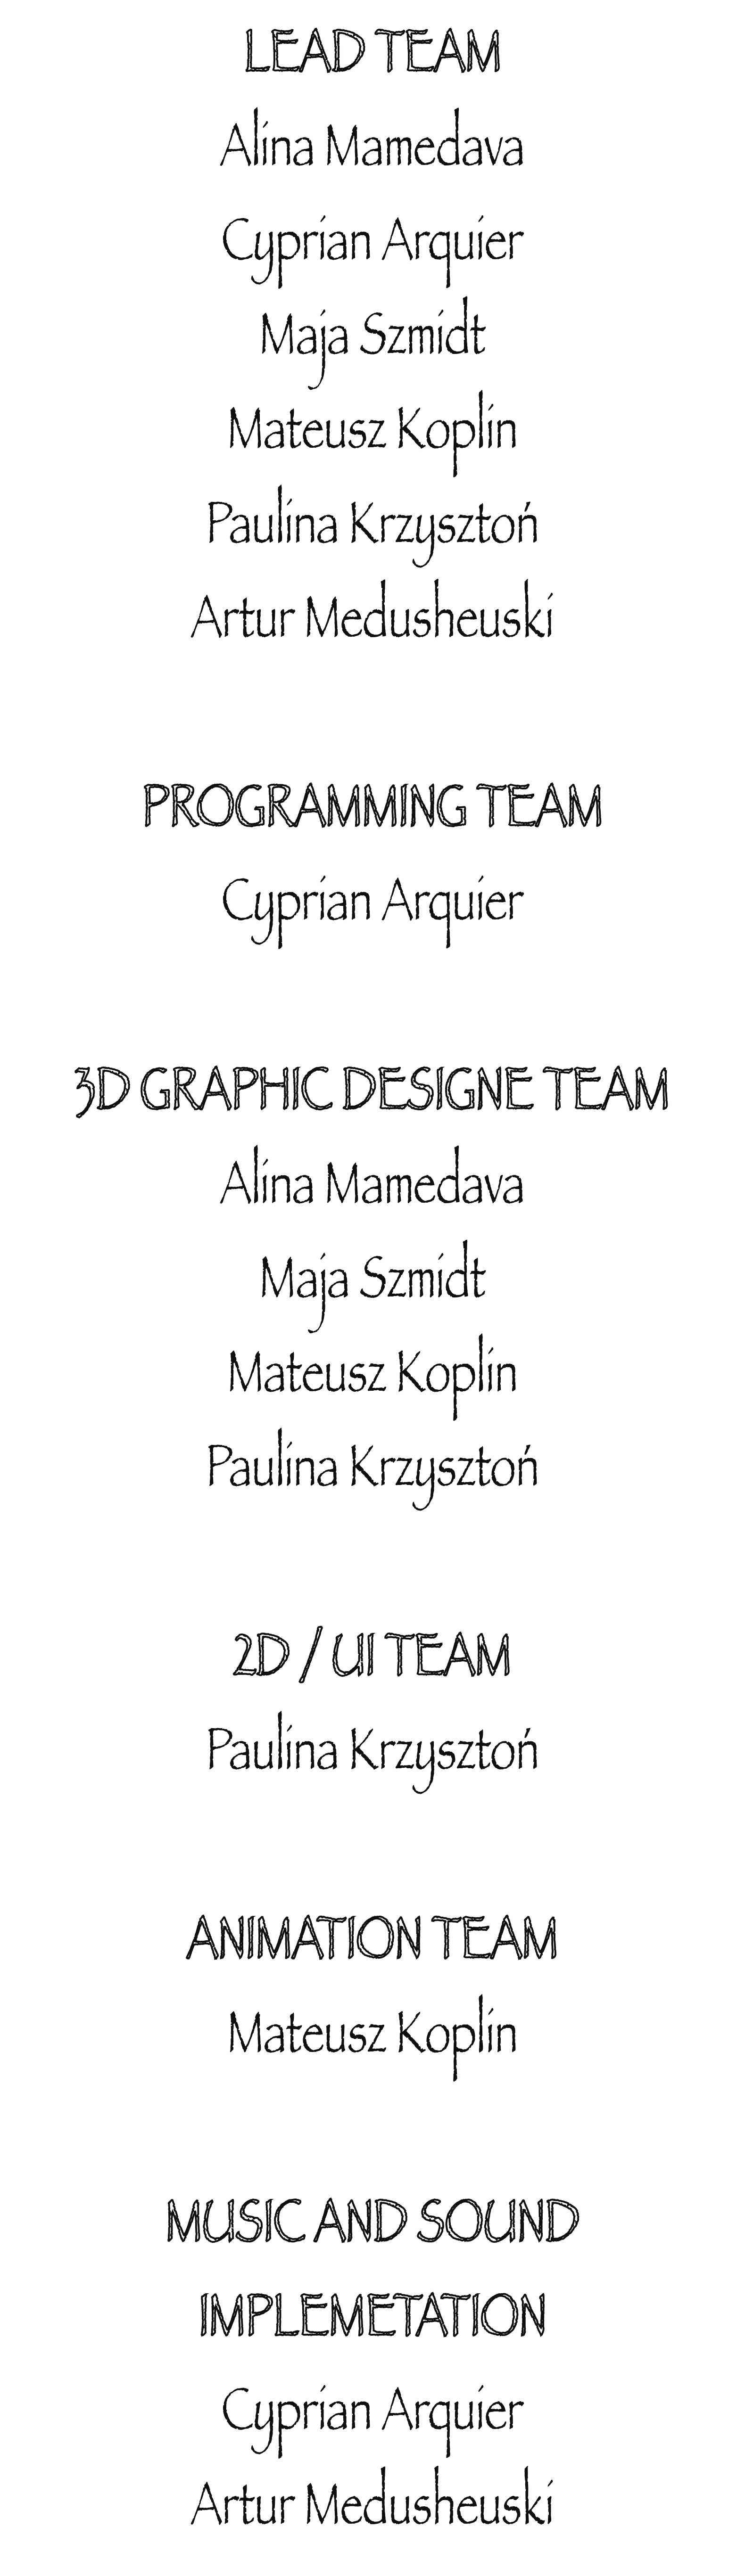 LEAD TEAM
Alina Mamedava
Cyprian Arquier
Maja Szmidt
Mateusz Koplin
Paulina Krzysztoń
Artur Medusheuski
PROGRAMMING TEAM
Cyprian Arquier
3D GRAPHIC DESIGNE TEAM
Alina Mamedava
Maja Szmidt
Mateusz Koplin
Paulina Krzysztoń
2D / UI TEAM
Paulina Krzysztoń
ANIMATION TEAM
Mateusz Koplin
MUSIC AND SOUND
IMPLEMETATION
Cyprian Arquier
Artur Medusheuski